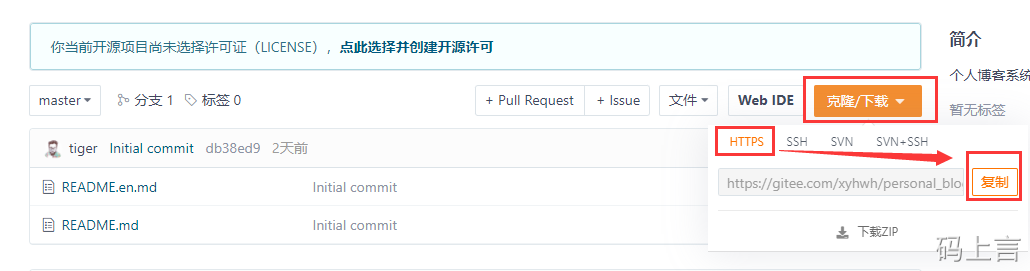 你当前开源项目尚未选择许可证（LICENSE），点此选择并创建开源许可
简介
个人博客系统
暂无标签
master 分支 1 标签 0 + Pull Request + Issue 文件 Web IDE 克隆/下载
tiger Initial commit db38ed9 2天前
HTTPS SSH SVN SVN+SSH
README.en.md Initial commit
https://gitee.com/xyhwh/personal_blo 复制
README.md Initial commit
下载ZIP
码上言